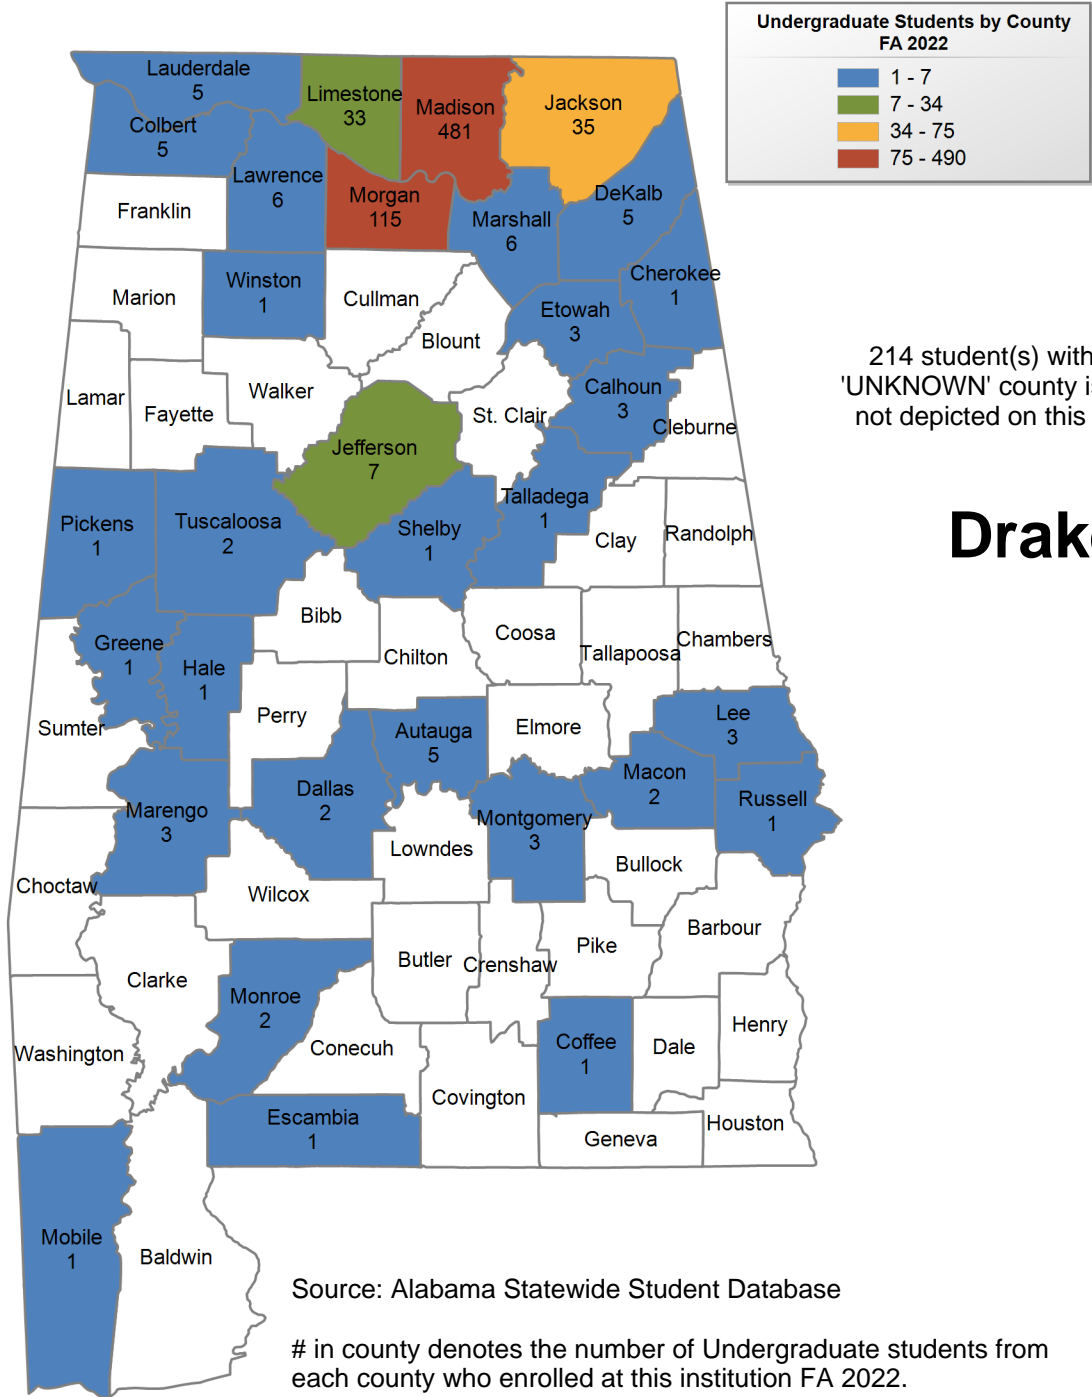 Undergraduate Students by County
FA 2022
1 - 7
7 - 34
34 - 75
75 - 490
Lauderdale
5
Limestone
33
Madison
481
Jackson
35
Colbert
5
Lawrence
6
Morgan
115
DeKalb
5
Franklin
Marshall
6
Cherokee
1
Marion
Winston
1
Cullman
Etowah
3
Blount
214 student(s) with
'UNKNOWN' county i
not depicted on this
Lamar
Fayette
Walker
Calhoun
3
St. Clair
Cleburne
Jefferson
7
Talladega
1
Pickens
1
Tuscaloosa
2
Shelby
1
Clay
Randolph
Drak
Bibb
Coosa
Chilton
Tallapoosa
Chambers
Greene
1
Hale
1
Perry
Sumter
Autauga
5
Elmore
Lee
3
Dallas
2
Macon
2
Marengo
3
Montgomery
3
Russell
1
Lowndes
Bullock
Choctaw
Wilcox
Barbour
Butler
Crenshaw
Pike
Clarke
Monroe
2
Henry
Washington
Conecuh
Coffee
1
Dale
Covington
Escambia
1
Geneva
Houston
Mobile
1
Baldwin
Source: Alabama Statewide Student Database
# in county denotes the number of Undergraduate students from
each county who enrolled at this institution FA 2022.